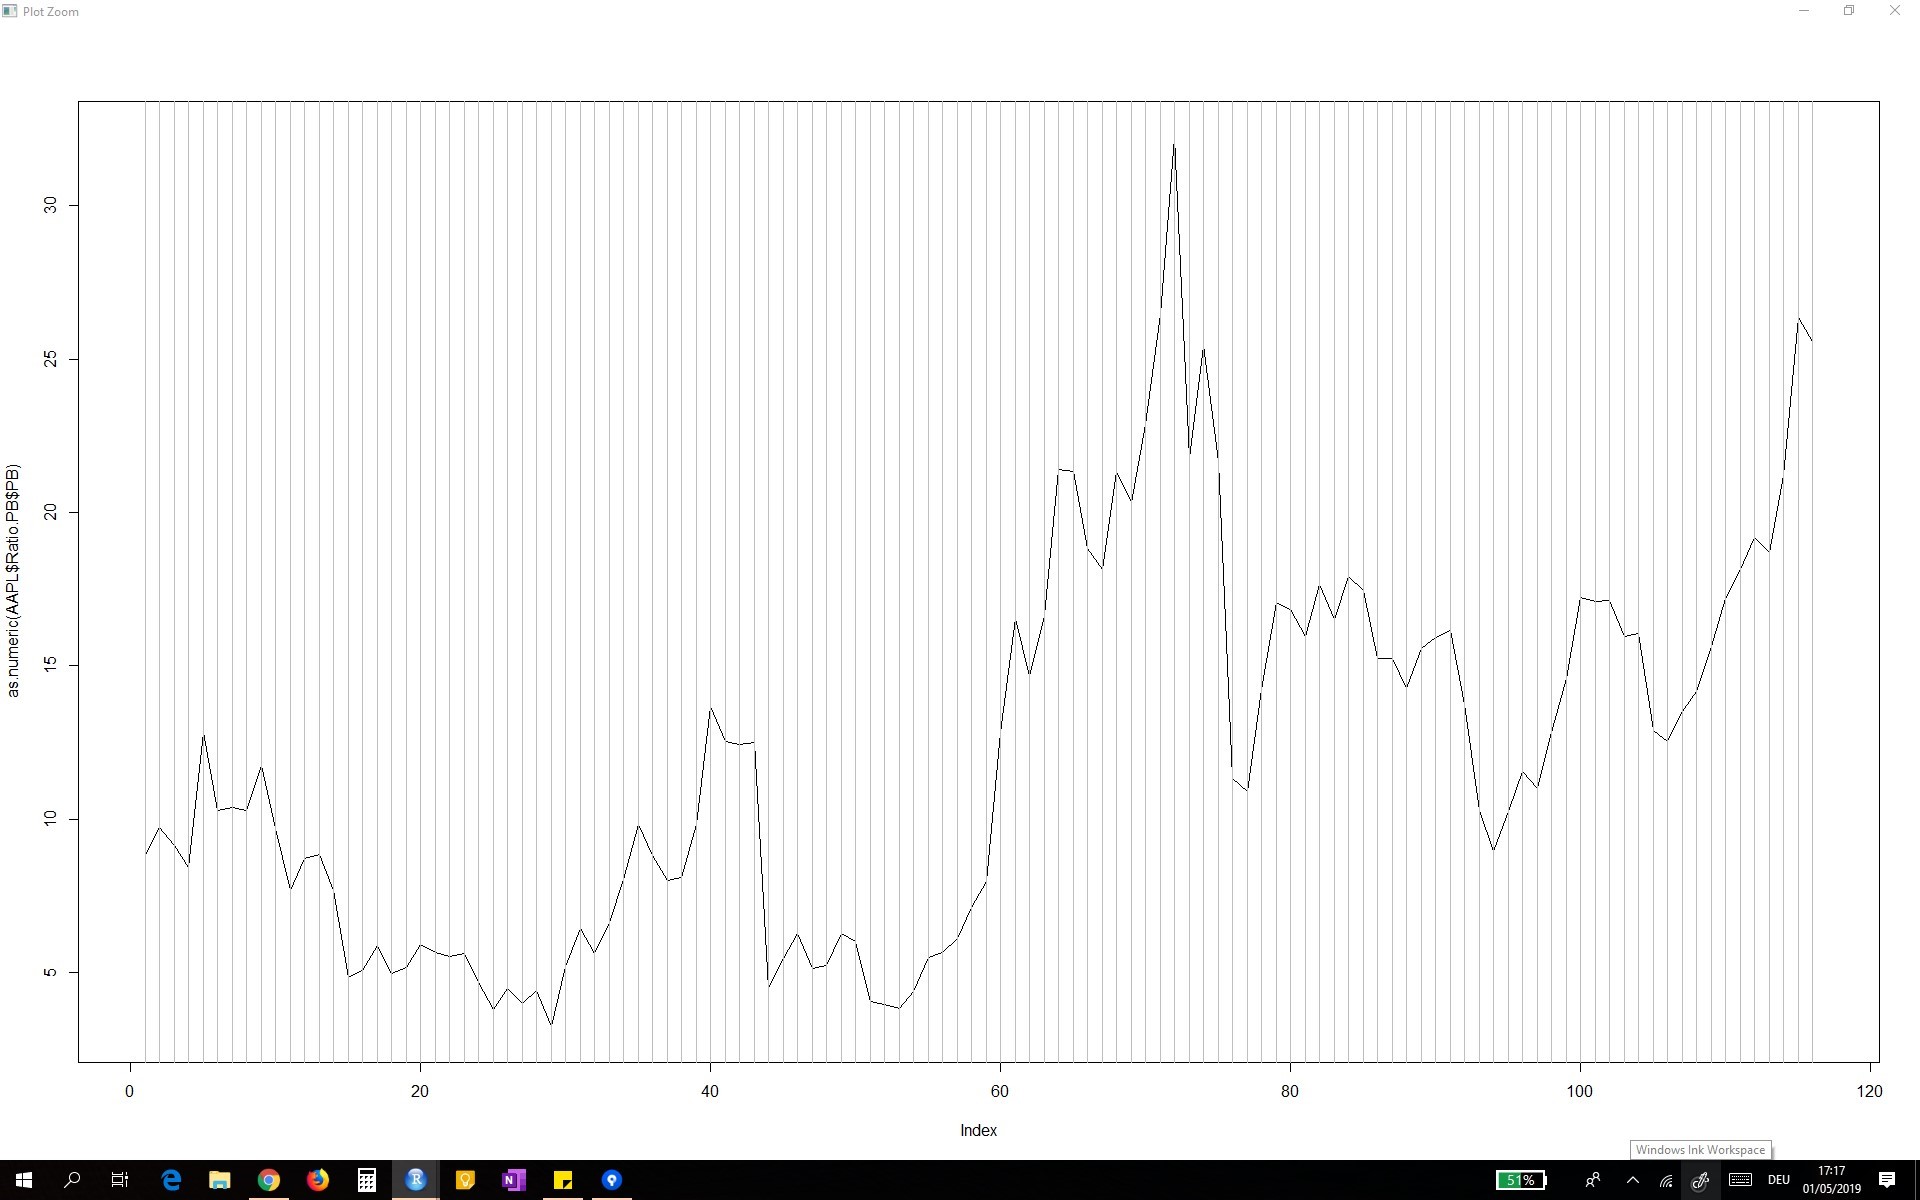 Plot Zoom
30
25
20
15
10
5
as.numeric(AAPL$Ratio.PB$PB)
0 20 40 60 80 100 120
Index
Windows Ink Workspace
51%
DEU
17:17
01/05/2019